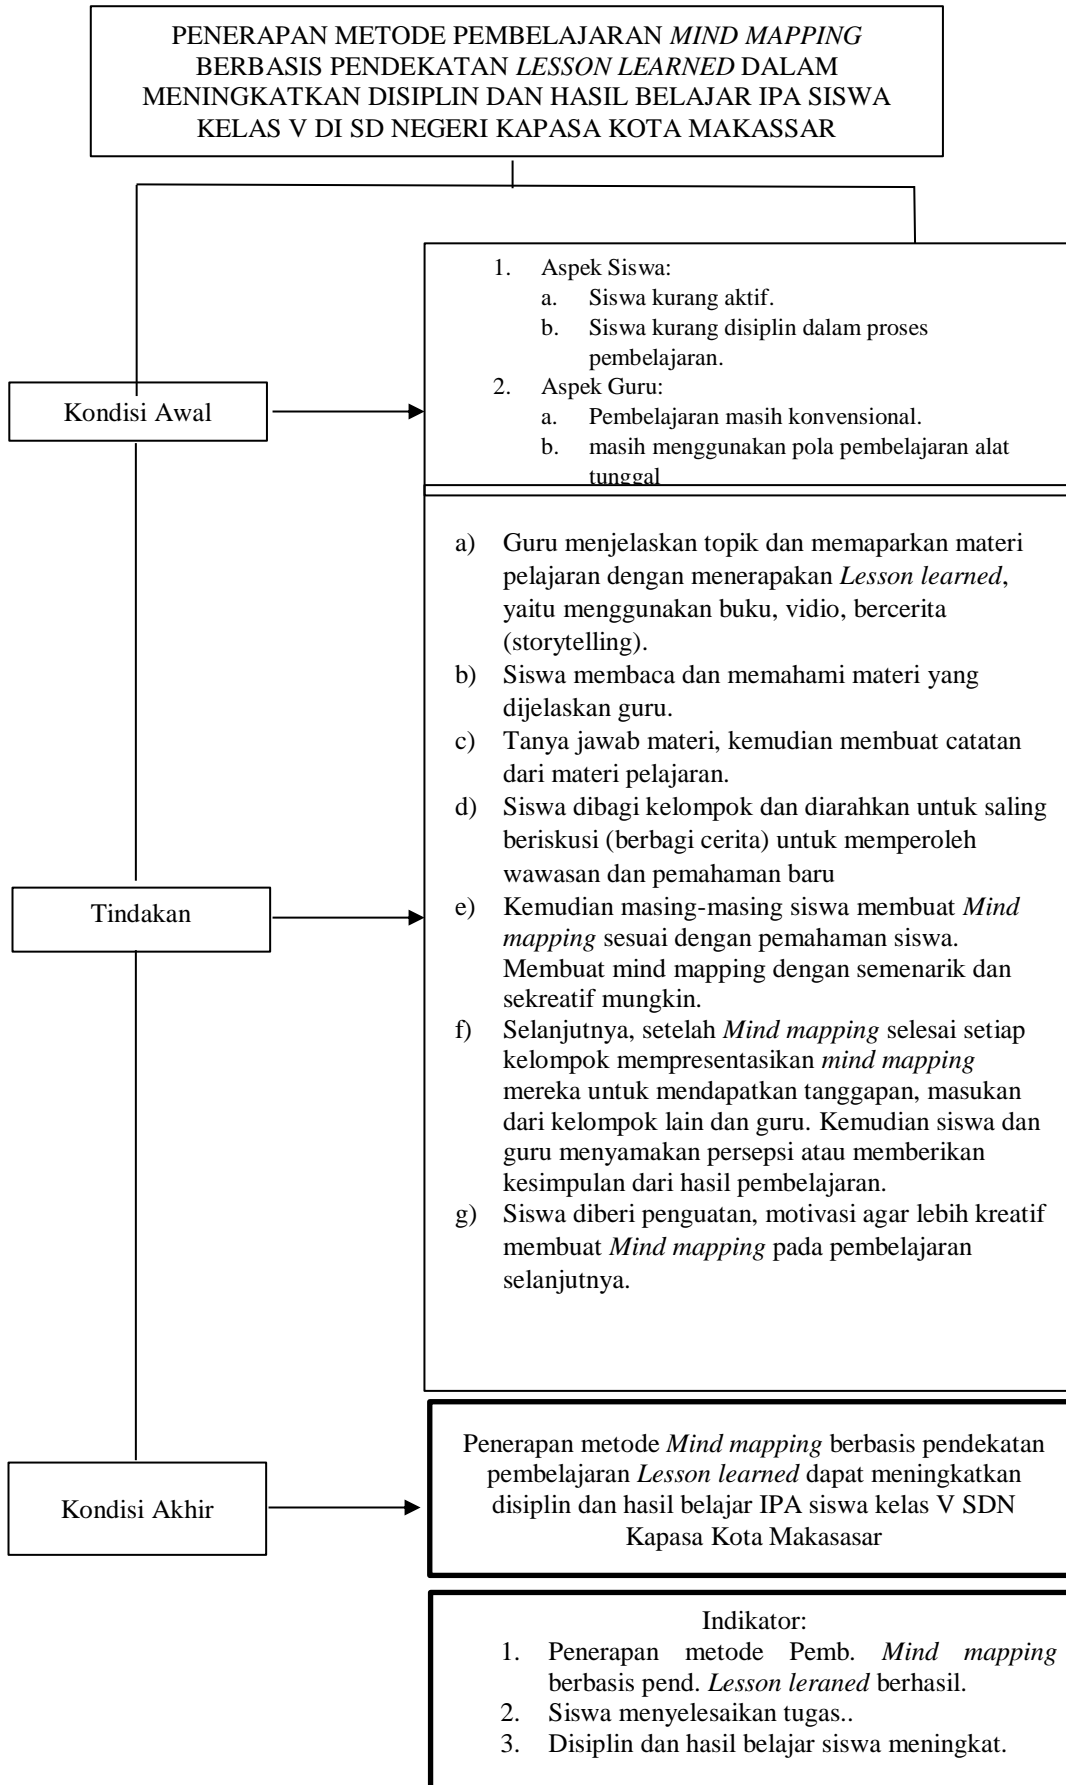 PENERAPAN METODE PEMBELAJARAN MIND MAPPING
BERBASIS PENDEKATAN LESSON LEARNED DALAM
MENINGKATKAN DISIPLIN DAN HASIL BELAJAR IPA SISWA
KELAS V DI SD NEGERI KAPASA KOTA MAKASSAR
Kondisi Awal
1. Aspek Siswa:
a. Siswa kurang aktif.
b. Siswa kurang disiplin dalam proses
pembelajaran.
2. Aspek Guru:
a. Pembelajaran masih konvensional.
b. masih menggunakan pola pembelajaran alat
tunggal
Tindakan
a) Guru menjelaskan topik dan memaparkan materi
pelajaran dengan menerapakan Lesson learned,
yaitu menggunakan buku, vidio, bercerita
(storytelling).
b) Siswa membaca dan memahami materi yang
dijelaskan guru.
c) Tanya jawab materi, kemudian membuat catatan
dari materi pelajaran.
d) Siswa dibagi kelompok dan diarahkan untuk saling
beriskusi (berbagi cerita) untuk memperoleh
wawasan dan pemahaman baru
e) Kemudian masing-masing siswa membuat Mind
mapping sesuai dengan pemahaman siswa.
Membuat mind mapping dengan semenarik dan
sekreatif mungkin.
f) Selanjutnya, setelah Mind mapping selesai setiap
kelompok mempresentasikan mind mapping
mereka untuk mendapatkan tanggapan, masukan
dari kelompok lain dan guru. Kemudian siswa dan
guru menyamakan persepsi atau memberikan
kesimpulan dari hasil pembelajaran.
g) Siswa diberi penguatan, motivasi agar lebih kreatif
membuat Mind mapping pada pembelajaran
selanjutnya.
Kondisi Akhir
Penerapan metode Mind mapping berbasis pendekatan
pembelajaran Lesson learned dapat meningkatkan
disiplin dan hasil belajar IPA siswa kelas V SDN
Kapasa Kota Makasasar
Indikator:
1. Penerapan metode Pemb. Mind mapping
berbasis pend. Lesson leraned berhasil.
2. Siswa menyelesaikan tugas..
3. Disiplin dan hasil belajar siswa meningkat.